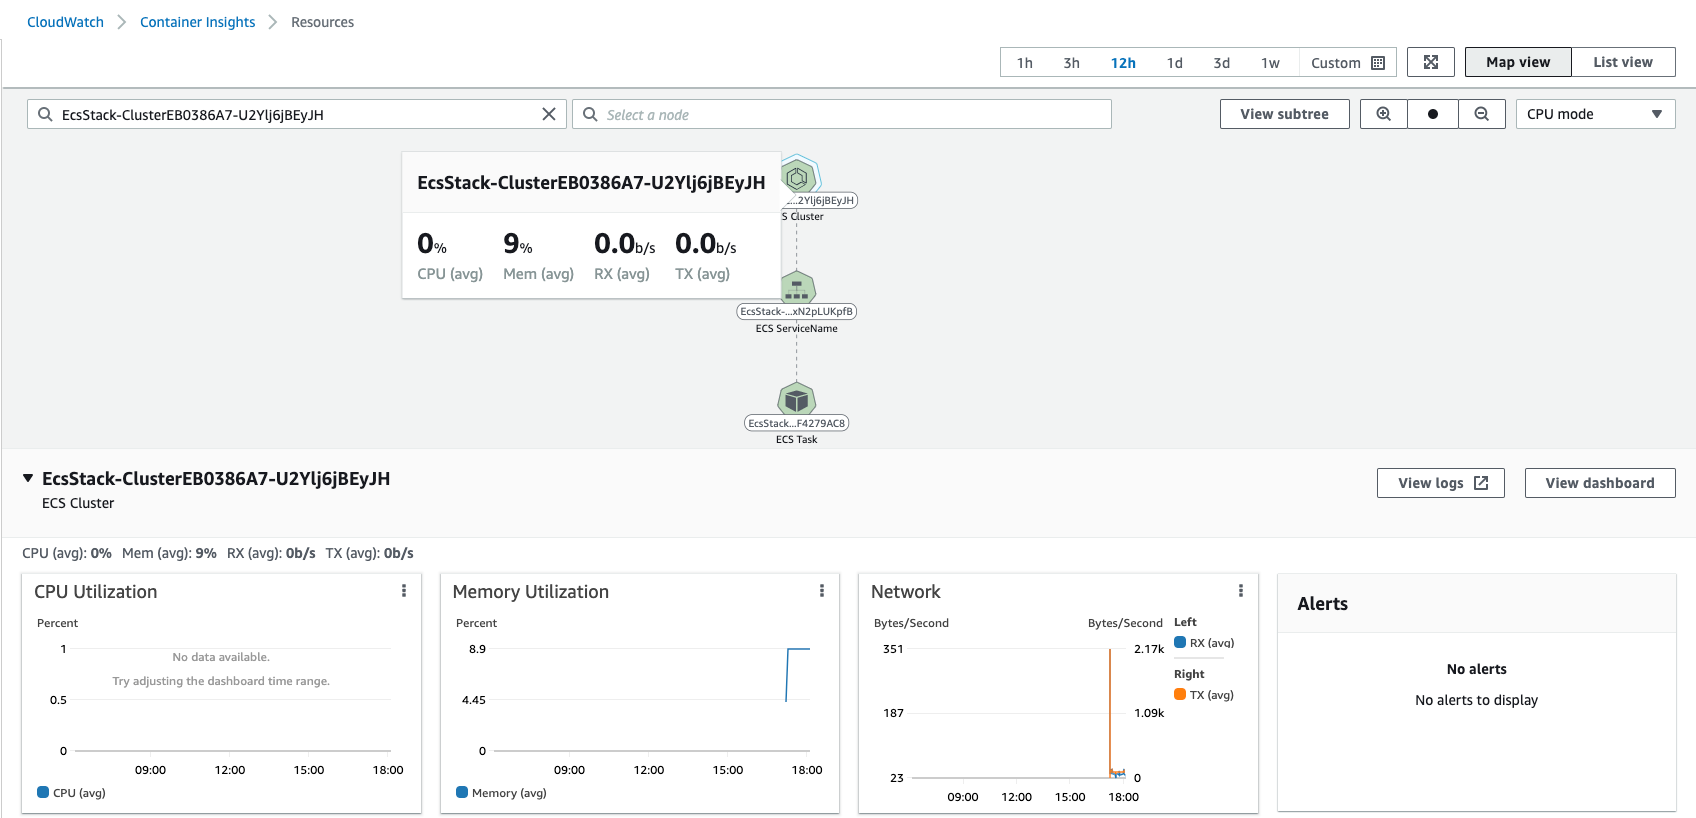 CloudWatch > Container Insights > Resources
1h 3h 12h 1d 3d 1w Custom
Map view List view
EcsStack-ClusterEB0386A7-U2Ylj6jBEyJH
Select a node
View subtree
CPU mode
EcsStack-ClusterEB0386A7-U2Ylj6jBEyJH
0% 9% 0.0b/s 0.0b/s
CPU (avg) Mem (avg) RX (avg) TX (avg)
...2Ylj6jBEyJH
S Cluster
EcsStack-...xN2pLUKpfB
ECS ServiceName
EcsStack...F4279AC8
ECS Task
EcsStack-ClusterEB0386A7-U2Ylj6jBEyJH
ECS Cluster
View logs
View dashboard
CPU (avg): 0% Mem (avg): 9% RX (avg): 0b/s TX (avg): 0b/s
CPU Utilization
Percent
1
0.5
0
No data available.
Try adjusting the dashboard time range.
09:00 12:00 15:00 18:00
CPU (avg)
Memory Utilization
Percent
8.9
4.45
0
09:00 12:00 15:00 18:00
Memory (avg)
Network
Bytes/Second Bytes/Second
351 2.17k
187 1.09k
23 0
09:00 12:00 15:00 18:00
Left
RX (avg)
Right
TX (avg)
Alerts
No alerts
No alerts to display